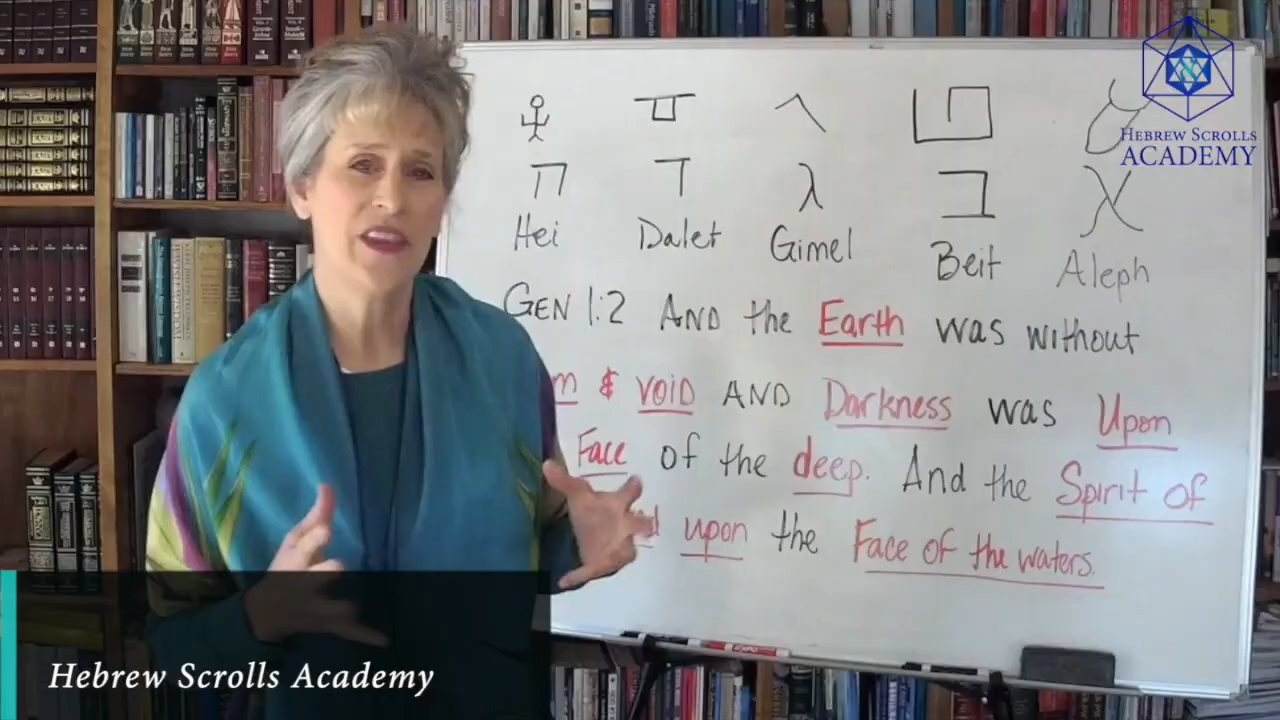 HEBREW SCROLLS
ACADEMY
א ב ג ד ה
Hei Dalet Gimel Beit Aleph
GEN 1:2 AND the Earth was without
& VOID AND Darkness was Upon
Face of the deep. And the Spirit of
upon the Face of the waters.
Hebrew Scrolls Academy